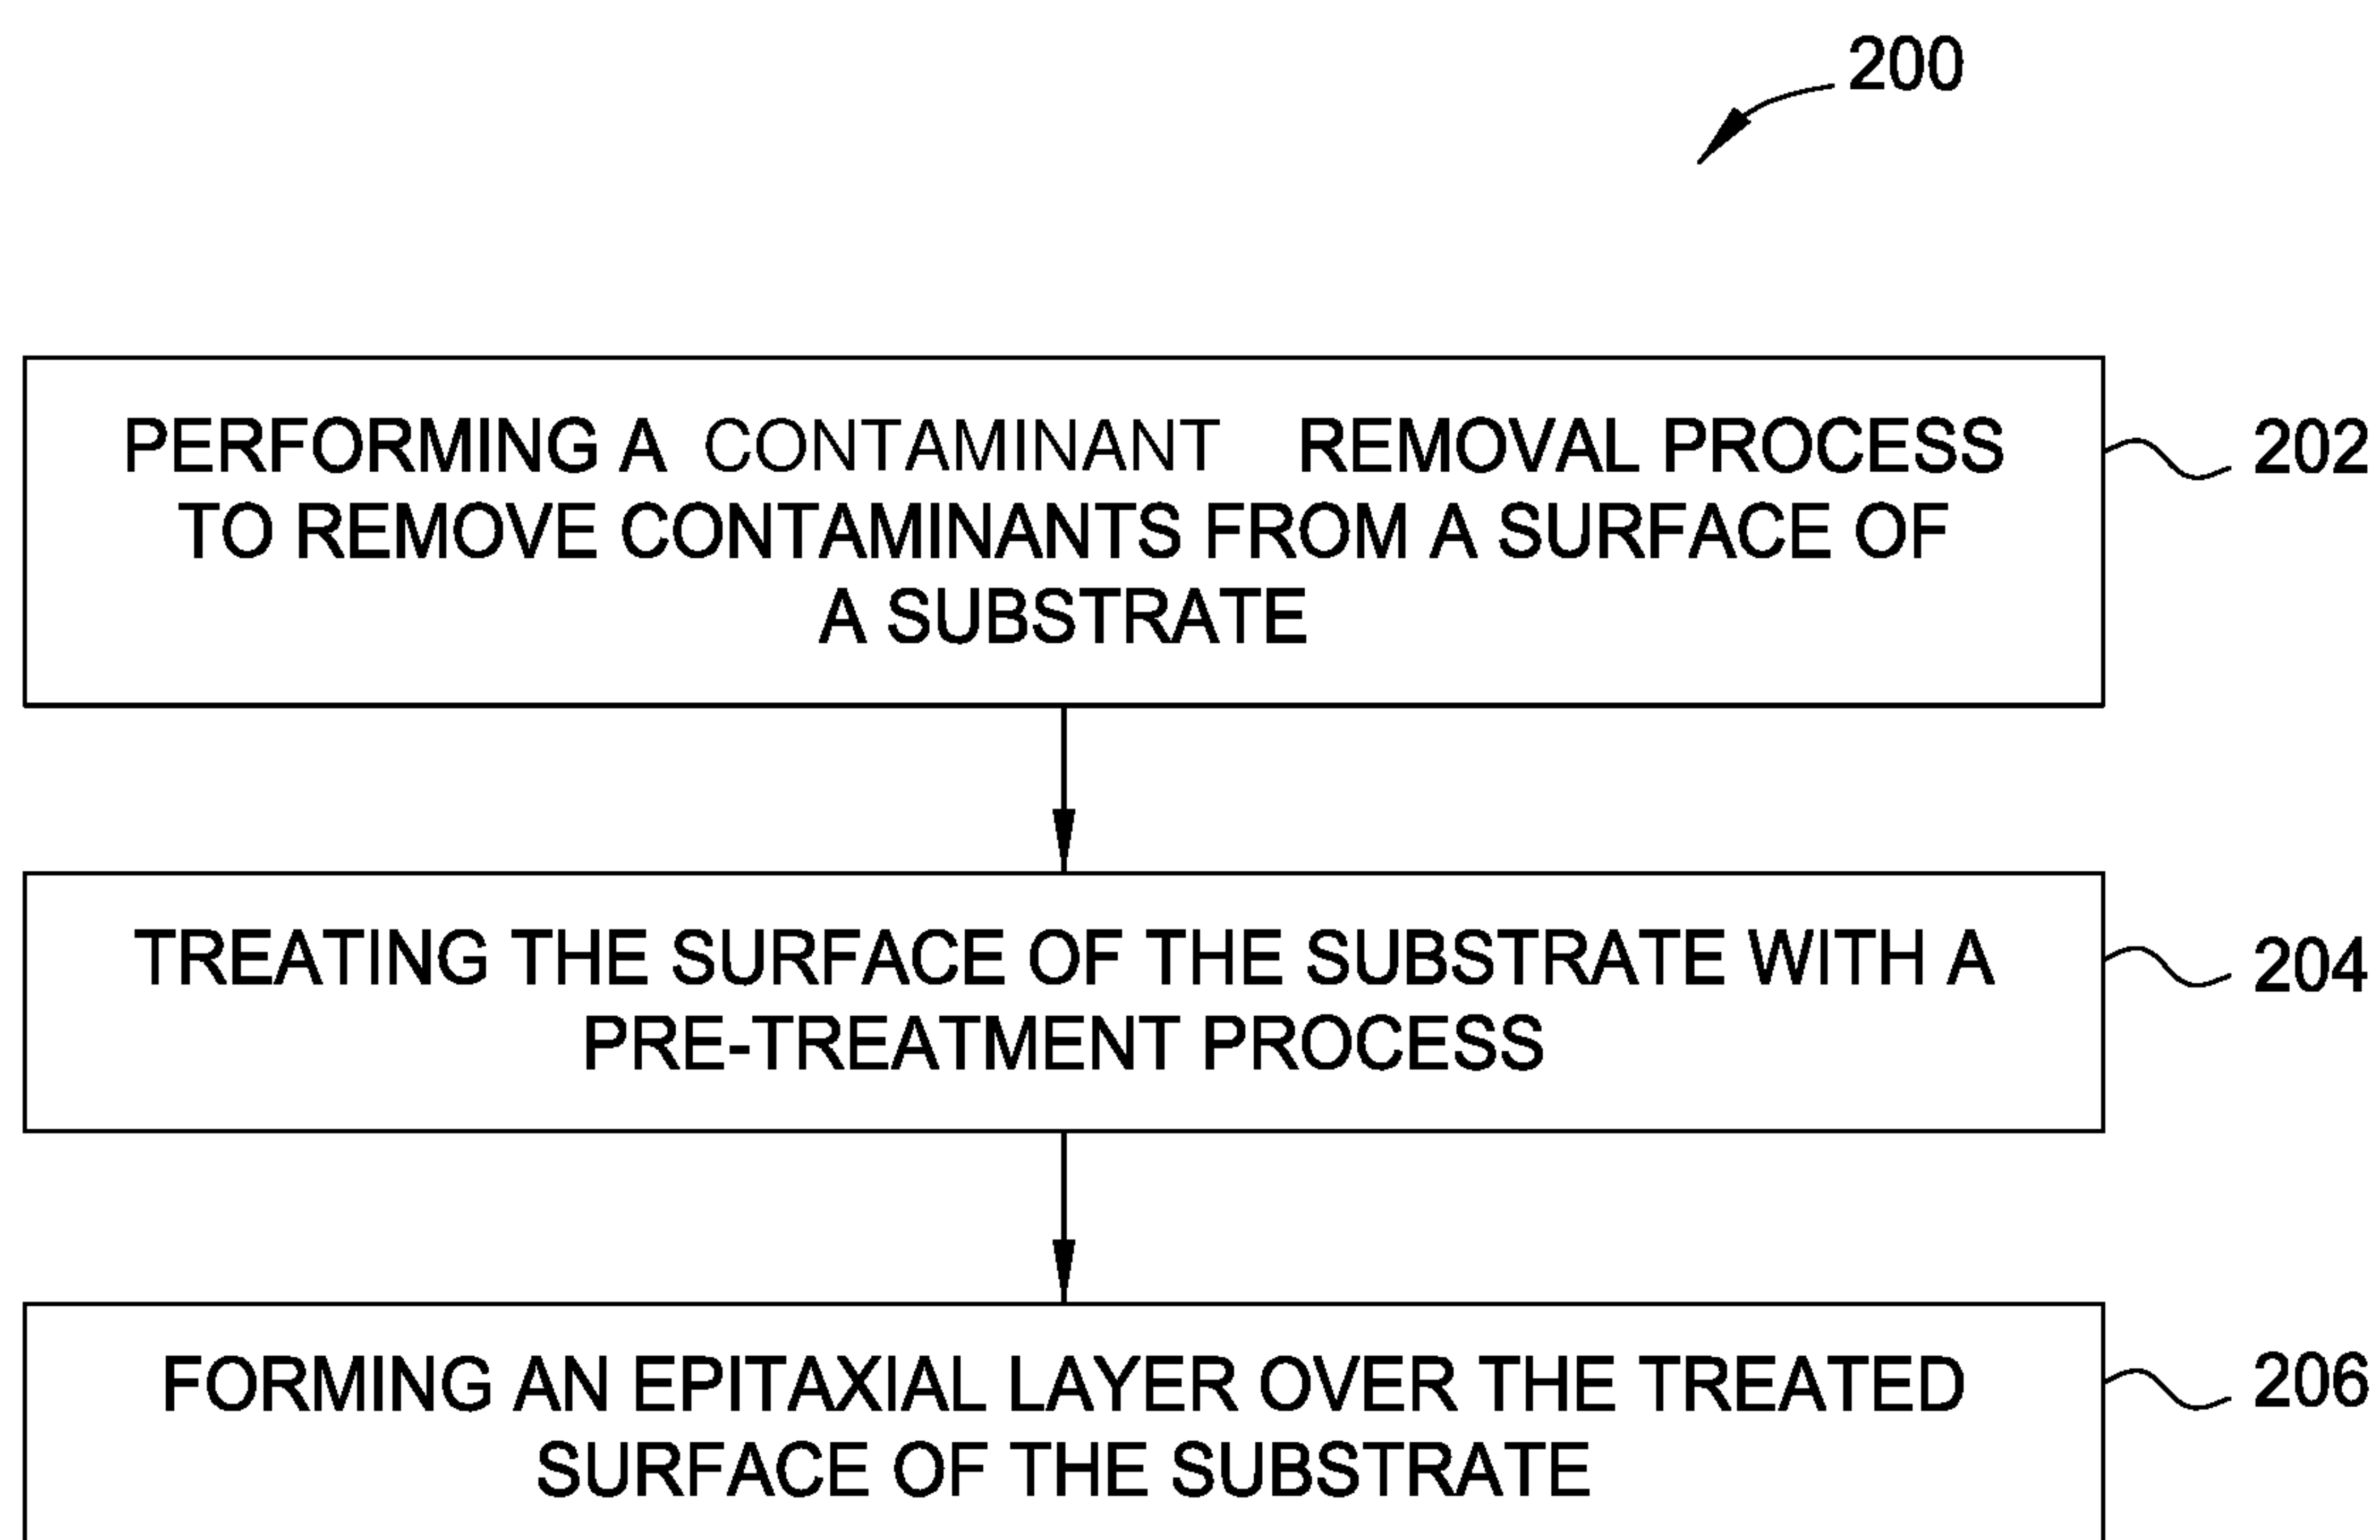 200
PERFORMING A CONTAMINANT REMOVAL PROCESS
TO REMOVE CONTAMINANTS FROM A SURFACE OF
A SUBSTRATE
202
TREATING THE SURFACE OF THE SUBSTRATE WITH A
PRE-TREATMENT PROCESS
204
FORMING AN EPITAXIAL LAYER OVER THE TREATED
SURFACE OF THE SUBSTRATE
206